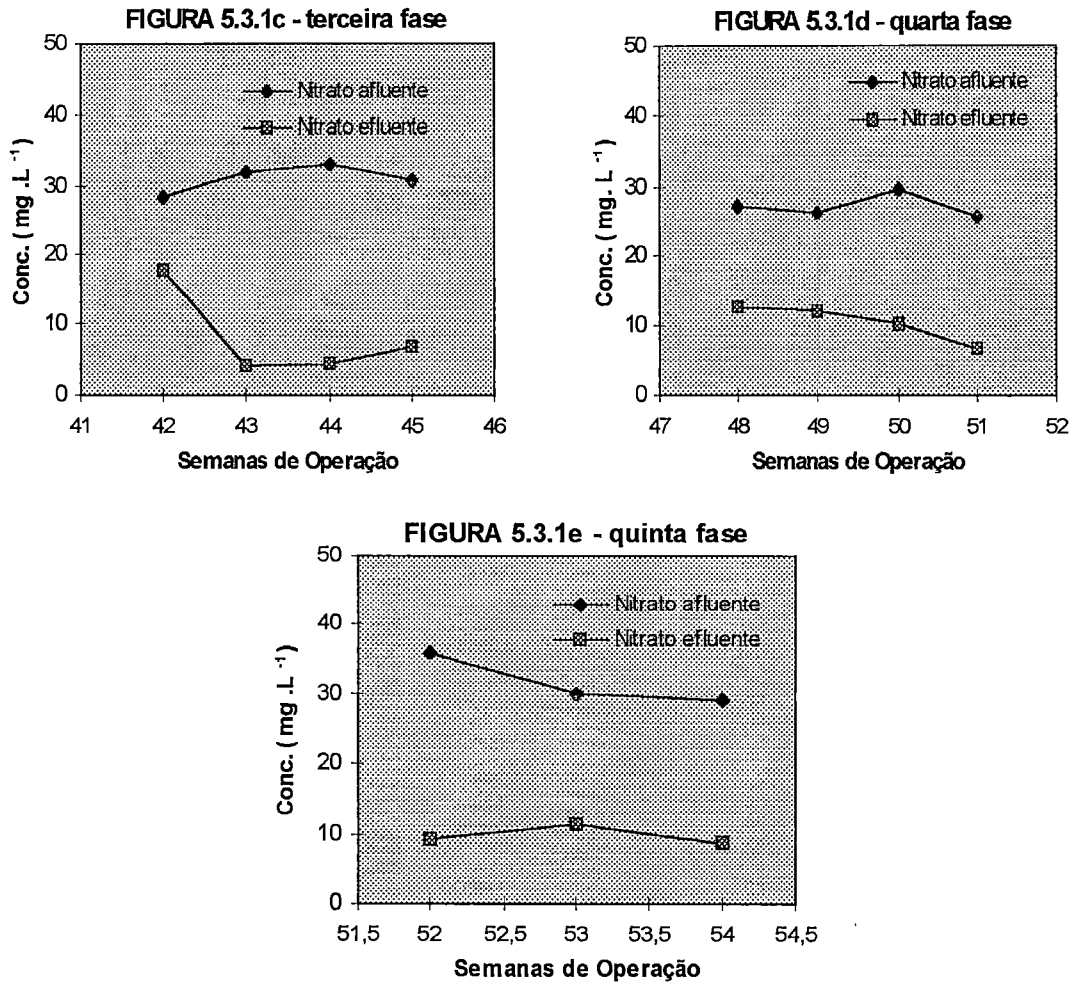 FIGURA 5.3.1c - terceira fase
50
40
30
20
10
0
Conc. ( mg .L -1)
Nitrato afluente
Nitrato efluente
41 42 43 44 45 46
Semanas de Operação
FIGURA 5.3.1d - quarta fase
50
40
30
20
10
0
Conc. ( mg. L -1)
Nitrato afluente
Nitrato efluente
47 48 49 50 51 52
Semanas de Operação
FIGURA 5.3.1e - quinta fase
50
40
30
20
10
0
Conc. ( mg .L -1)
Nitrato afluente
Nitrato efluente
51,5 52 52,5 53 53,5 54 54,5
Semanas de Operação